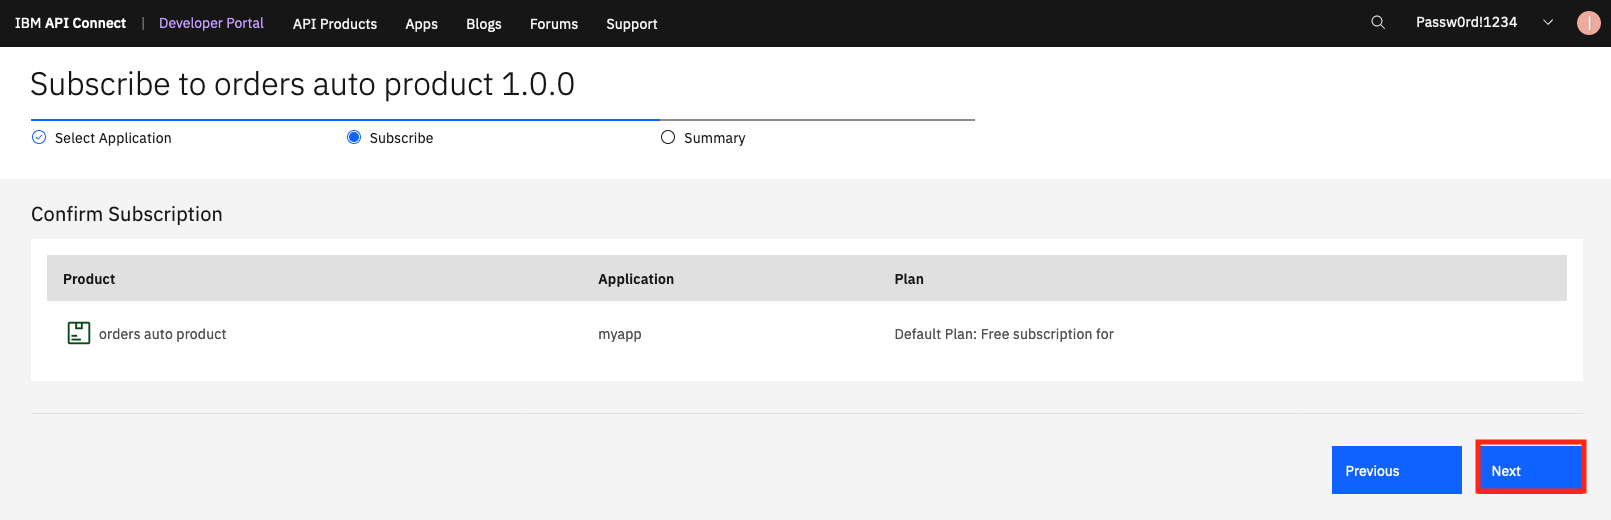 IBM API Connect | Developer Portal API Products Apps Blogs Forums Support Passw0rd!1234
Subscribe to orders auto product 1.0.0
Select Application Subscribe Summary
Confirm Subscription
Product Application Plan
orders auto product myapp Default Plan: Free subscription for
Previous Next